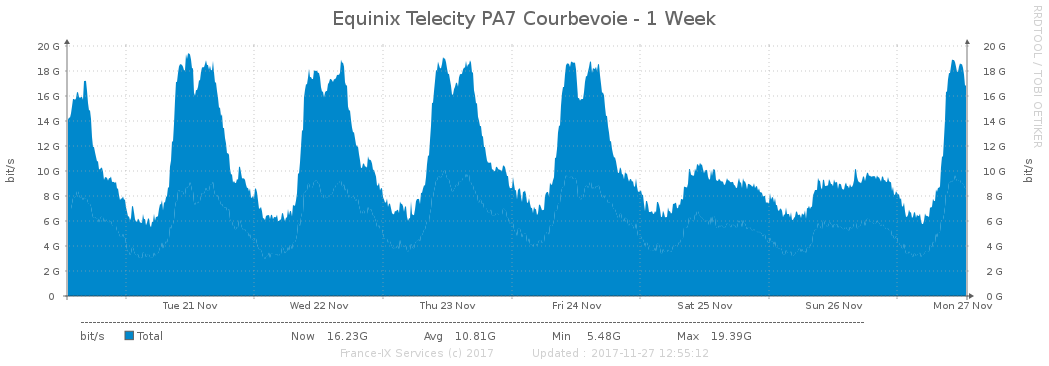 Equinix Telecity PA7 Courbevoie - 1 Week
RRDTOOL / TOBI OETIKER
bit/s
20 G 20 G
18 G 18 G
16 G 16 G
14 G 14 G
12 G 12 G
10 G 10 G
8 G 8 G
6 G 6 G
4 G 4 G
2 G 2 G
0 0 G
bit/s
Tue 21 Nov Wed 22 Nov Thu 23 Nov Fri 24 Nov Sat 25 Nov Sun 26 Nov Mon 27 Nov
bit/s Total Now 16.23G Avg 10.81G Min 5.48G Max 19.39G
France-IX Services (c) 2017 Updated : 2017-11-27 12:55:12